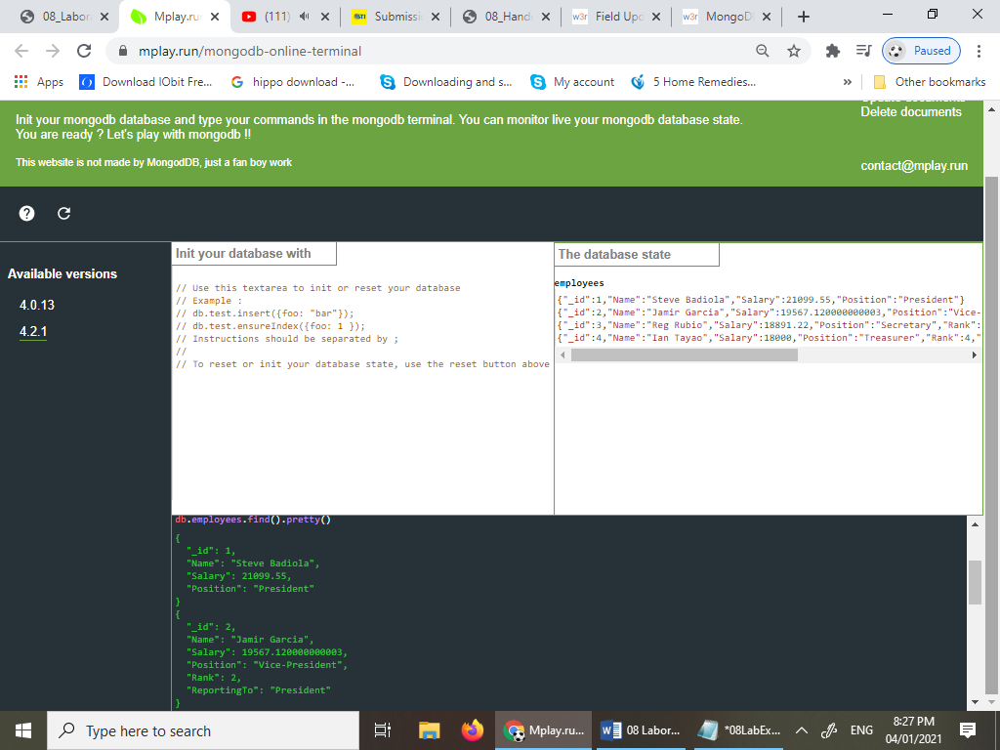 08_Labor
Mplay.ru
(111)
STI
Submissi
08_Hand
w3r
Field Upd
w3r
MongoD
mplay.run/mongodb-online-terminal
Paused
Apps
Download IObit Fre...
G
hippo download -...
Downloading and s...
My account
5 Home Remedies...
»
Other bookmarks
Init your mongodb database and type your commands in the mongodb terminal. You can monitor live your mongodb database state.
You are ready ? Let's play with mongodb !!
This website is not made by MongodDB, just a fan boy work
Update documents
Delete documents
contact@mplay.run
?
Available versions
4.0.13
4.2.1
Init your database with
// Use this textarea to init or reset your database
// Example :
// db.test.insert({foo: "bar"});
// db.test.ensureIndex({foo: 1 });
// Instructions should be separated by ;
//
// To reset or init your database state, use the reset button above
The database state
employees
{"_id":1,"Name":"Steve Badiola","Salary":21099.55,"Position":"President"}
{"_id":2,"Name":"Jamir Garcia","Salary":19567.120000000003,"Position":"Vice-
{"_id":3,"Name":"Reg Rubio","Salary":18891.22,"Position":"Secretary","Rank":
{"_id":4,"Name":"Ian Tayao","Salary":18000,"Position":"Treasurer","Rank":4,"
db.employees.find().pretty()
{
"_id": 1,
"Name": "Steve Badiola",
"Salary": 21099.55,
"Position": "President"
}
{
"_id": 2,
"Name": "Jamir Garcia",
"Salary": 19567.120000000003,
"Position": "Vice-President",
"Rank": 2,
"ReportingTo": "President"
}
Type here to search
Mplay.ru...
08 Labor...
*08LabEx...
ENG
8:27 PM
04/01/2021